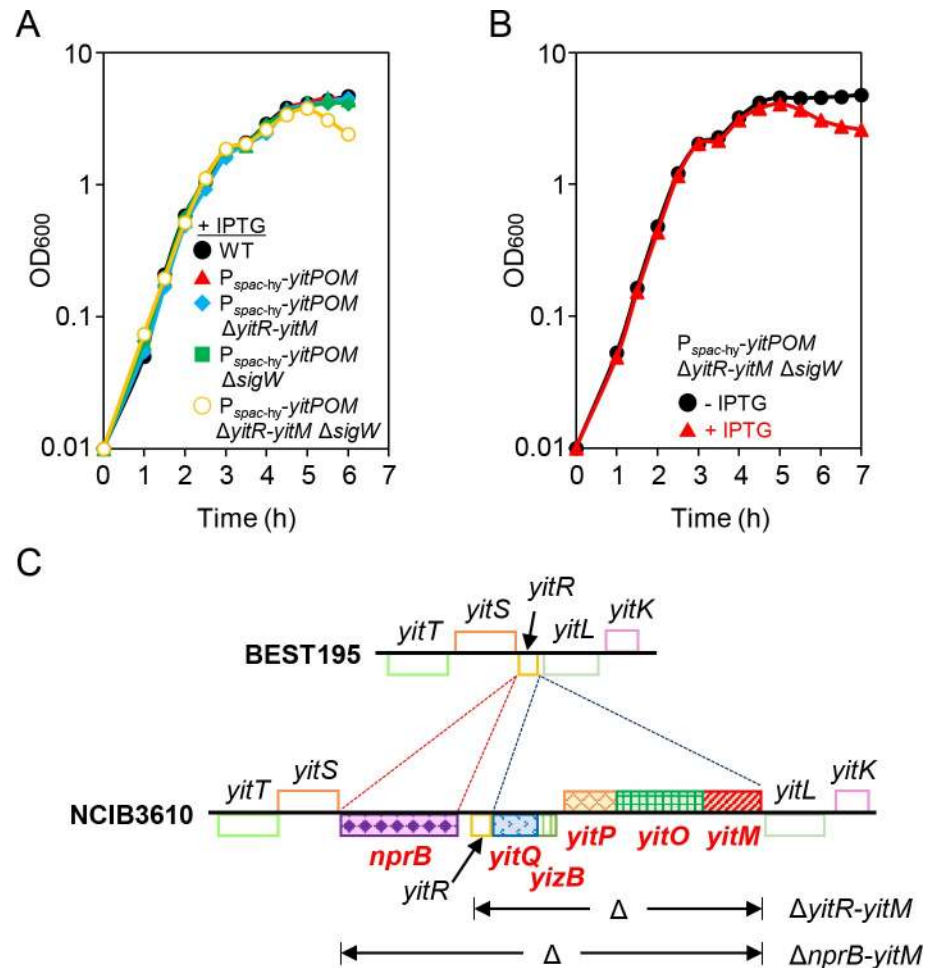 A
10
1
0.1
0.01
OD600
0 1 2 3 4 5 6 7
Time (h)
+ IPTG
WT
Pspac-hy-yitPOM
Pspac-hy-yitPOM
ΔyitR-yitM
Pspac-hy-yitPOM
ΔsigW
Pspac-hy-yitPOM
ΔyitR-yitM ΔsigW
B
10
1
0.1
0.01
OD600
0 1 2 3 4 5 6 7
Time (h)
Pspac-hy-yitPOM
ΔyitR-yitM ΔsigW
- IPTG
+ IPTG
C
yitR
yitS yitK
yitT yitL
BEST195
yitS yitK
yitT yitL
NCIB3610
nprB yitQ yitP yitO yitM
yitR yizB
Δ ΔyitR-yitM
Δ ΔnprB-yitM